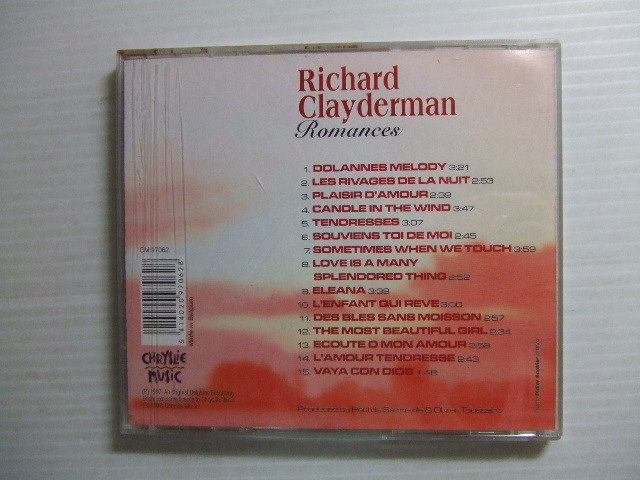 Richard
Clayderman
Romances
1. DOLANNES MELODY 3:21
2. LES RIVAGES DE LA NUIT 2:53
3. PLAISIR D'AMOUR 2:39
4. CANDLE IN THE WIND 3:47
5. TENDRESSES 3:07
6. SOUVIENS TOI DE MOI 2:45
7. SOMETIMES WHEN WE TOUCH 3:59
8. LOVE IS A MANY
SPLENDORED THING 2:52
9. ELEANA 3:39
10. L'ENFANT QUI REVE 3:00
11. DES BLES SANS MOISSON 2:57
12. THE MOST BEAUTIFUL GIRL 2:34
13. ECOUTE O MON AMOUR 2:58
14. L'AMOUR TENDRESSE 2:43
15. VAYA CON DIOS 1:48
Produced by Paul de Senneville & Olivier Toussaint
CM 97062
5 414020 970628
Made in Belgium
CHRYSLIE
MUSIC